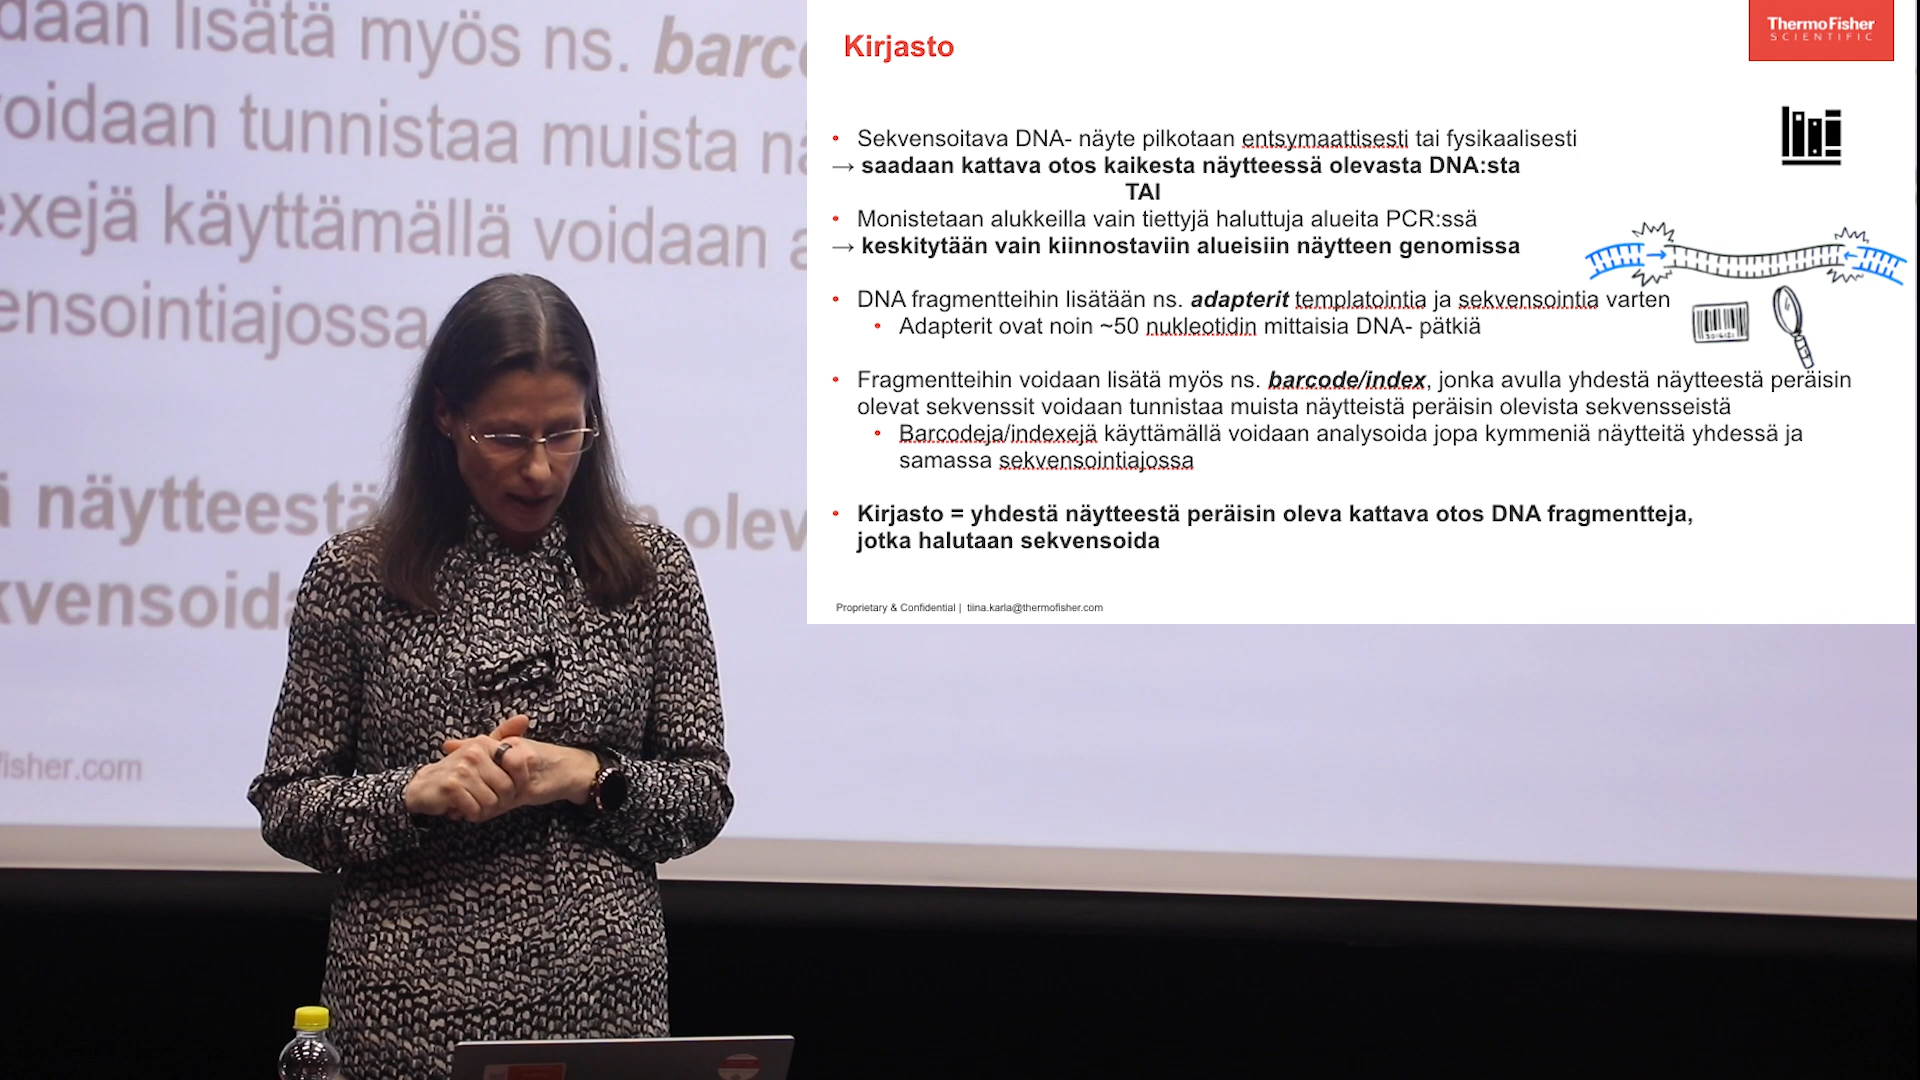 daan lisätä myös ns. barc
oidaan tunnistaa muista nä
exejä käyttämällä voidaan a
ensointiajossa
näytteestä olev
kvensoida
fisher.com
ThermoFisher
SCIENTIFIC
Kirjasto
• Sekvensoitava DNA- näyte pilkotaan entsymaattisesti tai fysikaalisesti
→ saadaan kattava otos kaikesta näytteessä olevasta DNA:sta
TAI
• Monistetaan alukkeilla vain tiettyjä haluttuja alueita PCR:ssä
→ keskitytään vain kiinnostaviin alueisiin näytteen genomissa
• DNA fragmentteihin lisätään ns. adapterit templatointia ja sekvensointia varten
• Adapterit ovat noin ~50 nukleotidin mittaisia DNA- pätkiä
• Fragmentteihin voidaan lisätä myös ns. barcode/index, jonka avulla yhdestä näytteestä peräisin
olevat sekvenssit voidaan tunnistaa muista näytteistä peräisin olevista sekvensseistä
• Barcodeja/indexejä käyttämällä voidaan analysoida jopa kymmeniä näytteitä yhdessä ja
samassa sekvensointiajossa
• Kirjasto = yhdestä näytteestä peräisin oleva kattava otos DNA fragmentteja,
jotka halutaan sekvensoida
Proprietary & Confidential | tiina.karla@thermofisher.com